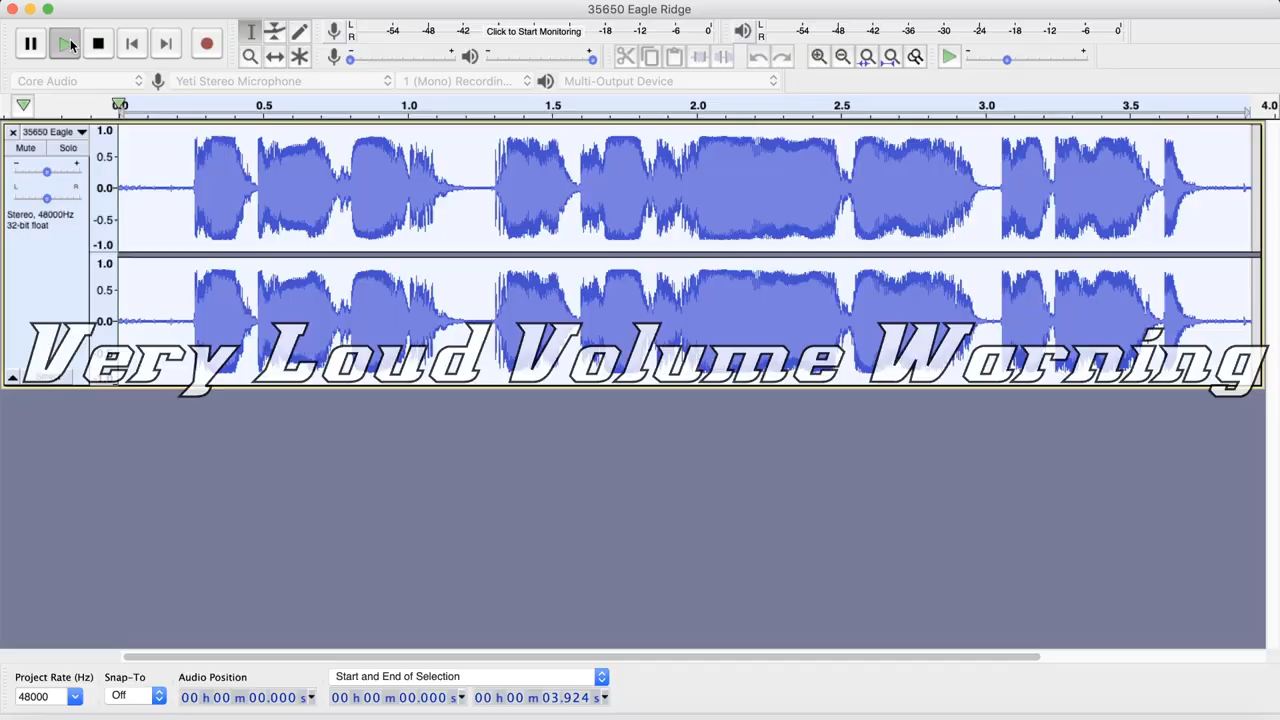 35650 Eagle Ridge
L
R
-54 -48 -42 Click to Start Monitoring -18 -12 -6 0
L
R
-54 -48 -42 -36 -30 -24 -18 -12 -6 0
- + - + - +
Core Audio Yeti Stereo Microphone 1 (Mono) Recordin... Multi-Output Device
0.0 0.5 1.0 1.5 2.0 2.5 3.0 3.5 4.0
35650 Eagle
Mute Solo
- +
L R
Stereo, 48000Hz
32-bit float
1.0
0.5
0.0
-0.5
-1.0
1.0
0.5
0.0
Very Loud Volume Warning
Project Rate (Hz) Snap-To Audio Position Start and End of Selection
48000 Off 00 h 00 m 00.000 s 00 h 00 m 00.000 s 00 h 00 m 03.924 s